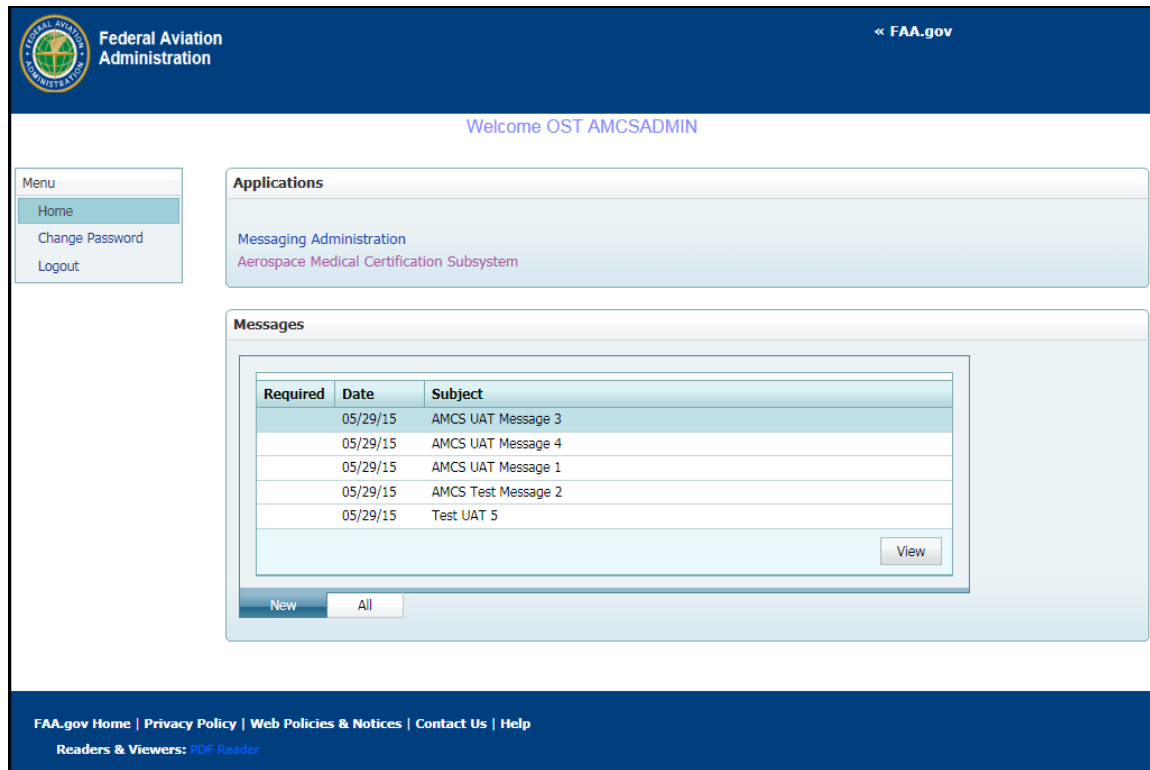 FEDERAL AVIATION ADMINISTRATION
Federal Aviation
Administration
« FAA.gov
Welcome OST AMCSADMIN
Menu
Home
Change Password
Logout
Applications
Messaging Administration
Aerospace Medical Certification Subsystem
Messages
Required Date Subject
05/29/15 AMCS UAT Message 3
05/29/15 AMCS UAT Message 4
05/29/15 AMCS UAT Message 1
05/29/15 AMCS Test Message 2
05/29/15 Test UAT 5
View
New All
FAA.gov Home | Privacy Policy | Web Policies & Notices | Contact Us | Help
Readers & Viewers: PDF Reader